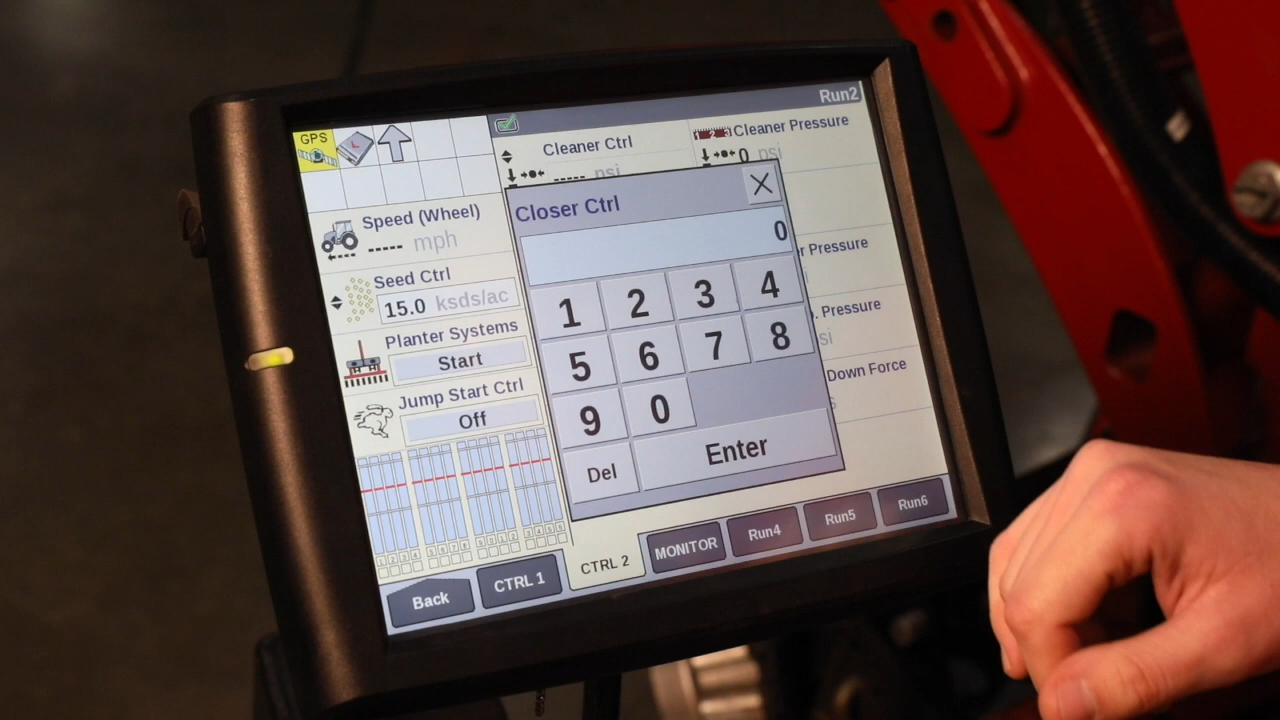 Run2
GPS
Cleaner Ctrl
----- psi
Cleaner Pressure
0 psi
Speed (Wheel)
----- mph
Seed Ctrl
15.0 ksds/ac
Planter Systems
Start
Jump Start Ctrl
Off
Closer Ctrl
0
1 2 3 4
5 6 7 8
9 0
Del Enter
Pressure
. Pressure
Down Force
Back
CTRL 1
CTRL 2
MONITOR
Run4
Run5
Run6